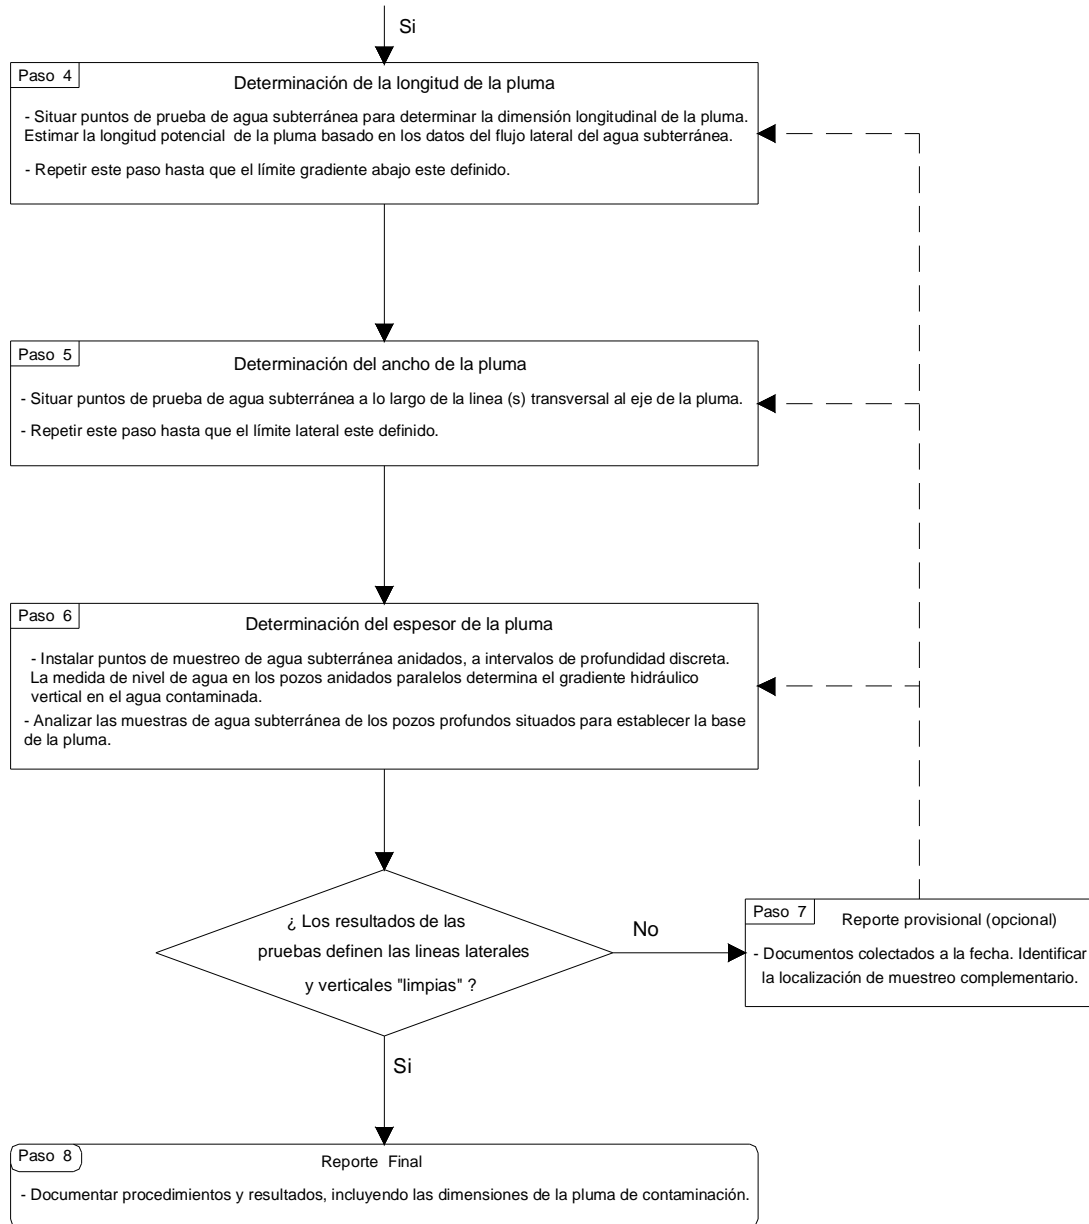 Si
Paso 4
Determinación de la longitud de la pluma
- Situar puntos de prueba de agua subterránea para determinar la dimensión longitudinal de la pluma.
Estimar la longitud potencial de la pluma basado en los datos del flujo lateral del agua subterránea.
- Repetir este paso hasta que el límite gradiente abajo este definido.
Paso 5
Determinación del ancho de la pluma
- Situar puntos de prueba de agua subterránea a lo largo de la linea (s) transversal al eje de la pluma.
- Repetir este paso hasta que el límite lateral este definido.
Paso 6
Determinación del espesor de la pluma
- Instalar puntos de muestreo de agua subterránea anidados, a intervalos de profundidad discreta.
La medida de nivel de agua en los pozos anidados paralelos determina el gradiente hidráulico
vertical en el agua contaminada.
- Analizar las muestras de agua subterránea de los pozos profundos situados para establecer la base
de la pluma.
¿ Los resultados de las
pruebas definen las lineas laterales
y verticales "limpias" ?
No
Paso 7
Reporte provisional (opcional)
- Documentos colectados a la fecha. Identificar
la localización de muestreo complementario.
Si
Paso 8
Reporte Final
- Documentar procedimientos y resultados, incluyendo las dimensiones de la pluma de contaminación.